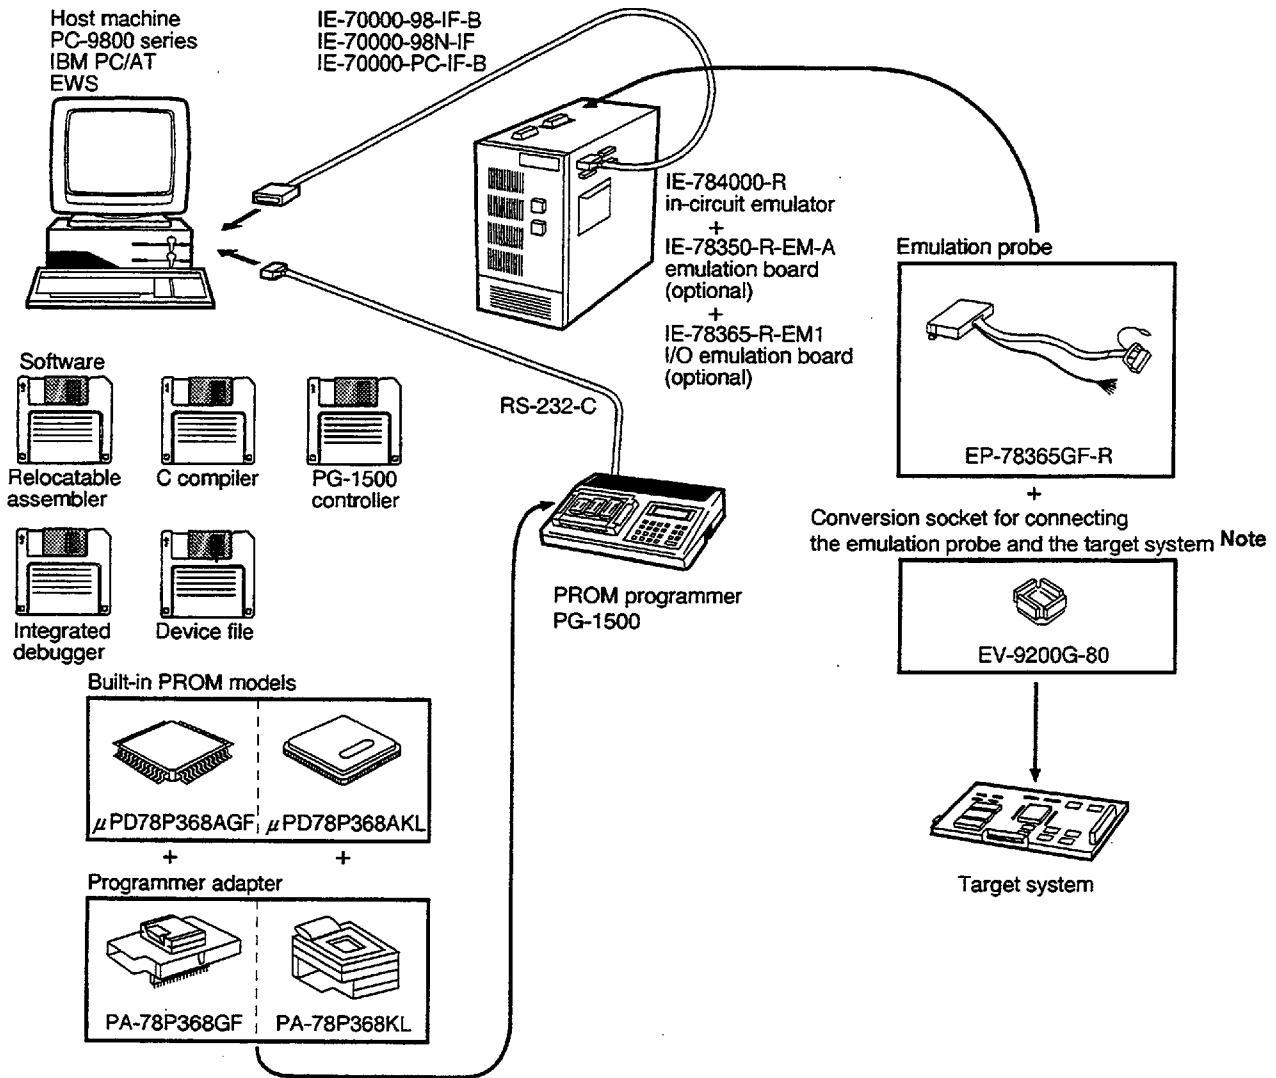 Host machine
PC-9800 series
IBM PC/AT
EWS
IE-70000-98-IF-B
IE-70000-98N-IF
IE-70000-PC-IF-B
IE-784000-R
in-circuit emulator
+
IE-78350-R-EM-A
emulation board
(optional)
+
IE-78365-R-EM1
I/O emulation board
(optional)
Emulation probe
EP-78365GF-R
+
Conversion socket for connecting
the emulation probe and the target system Note
EV-9200G-80
Target system
Software
Relocatable
assembler
C compiler
PG-1500
controller
Integrated
debugger
Device file
RS-232-C
PROM programmer
PG-1500
Built-in PROM models
μPD78P368AGF
μPD78P368AKL
+
+
Programmer adapter
PA-78P368GF
PA-78P368KL